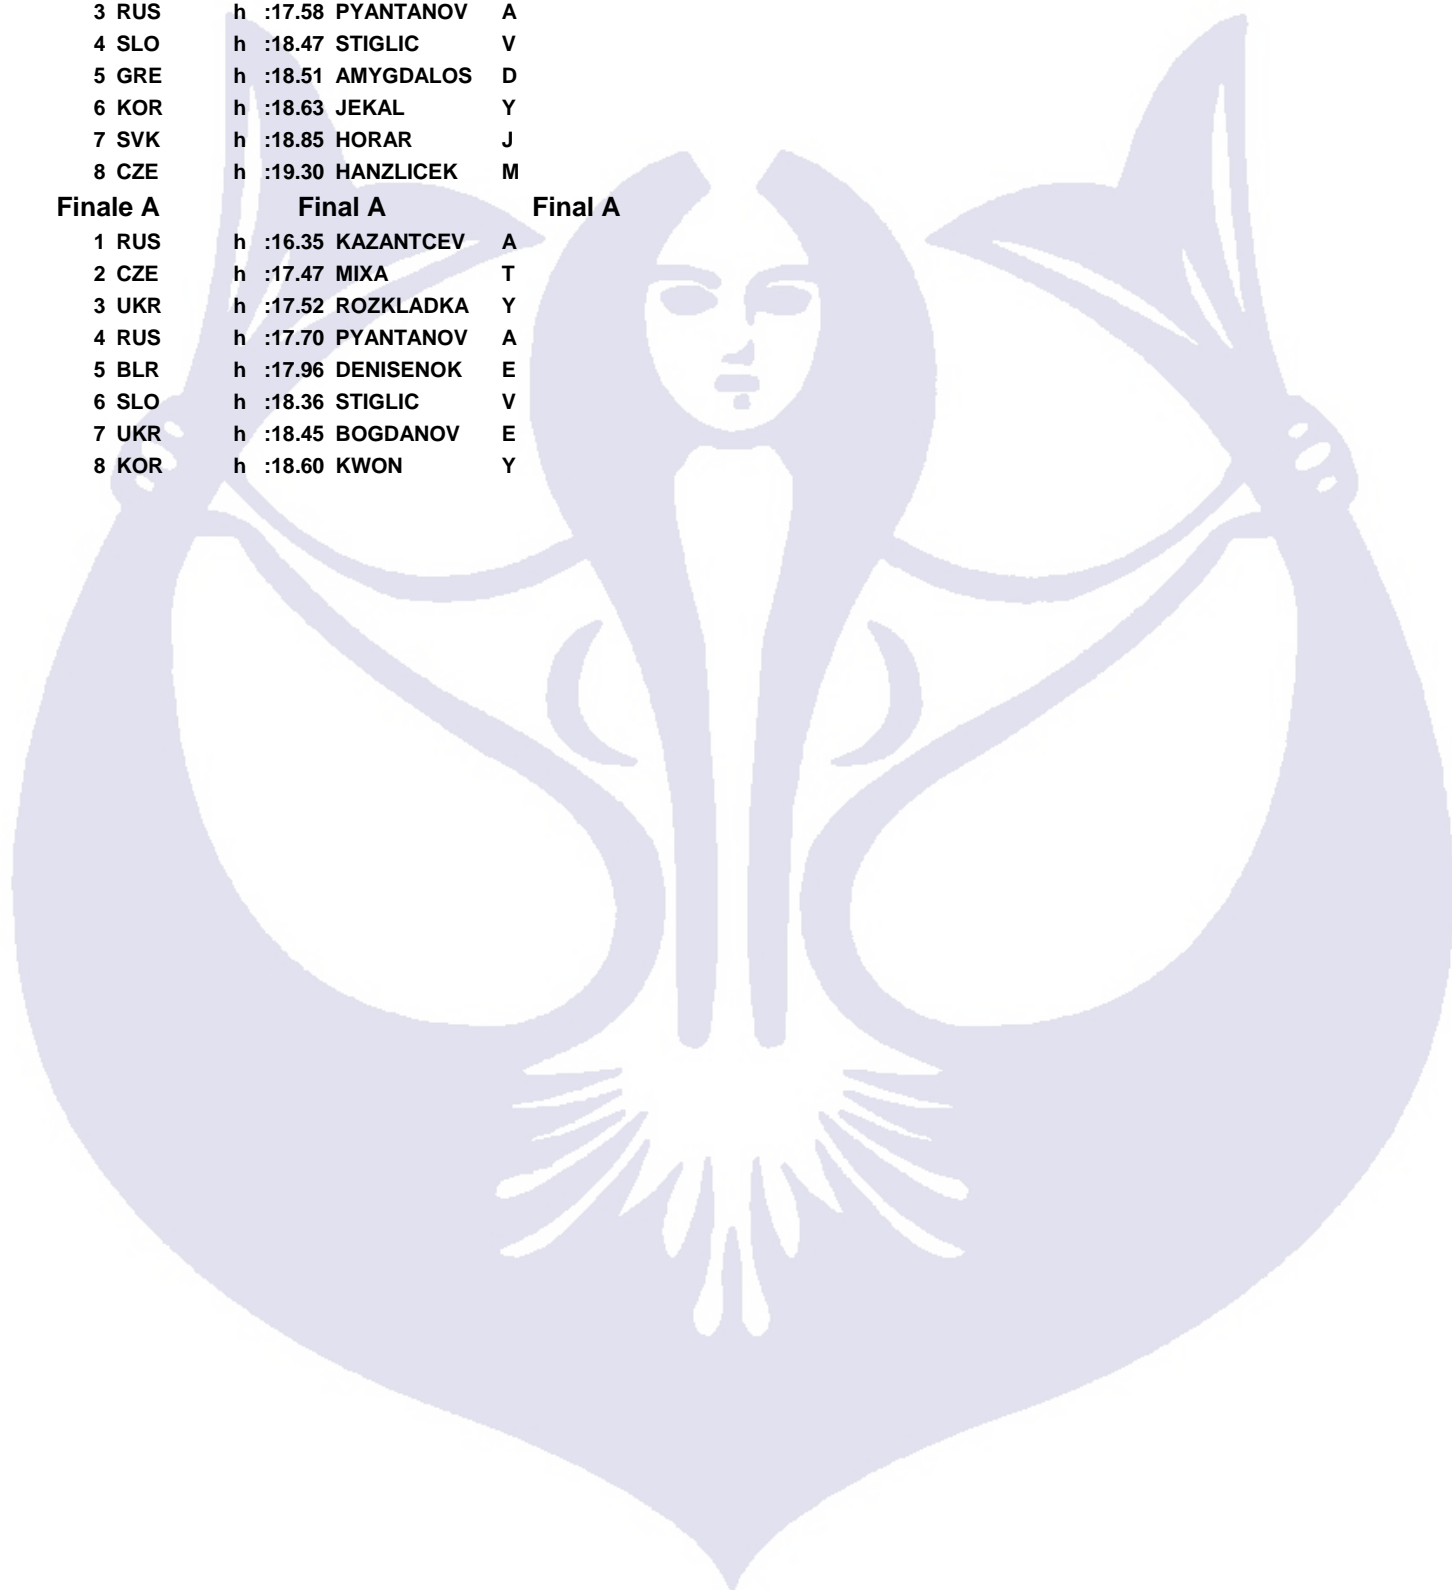 3 RUS h :17.58 PYANTANOV A
4 SLO h :18.47 STIGLIC V
5 GRE h :18.51 AMYGDALOS D
6 KOR h :18.63 JEKAL Y
7 SVK h :18.85 HORAR J
8 CZE h :19.30 HANZLICEK M
Finale A Final A Final A
1 RUS h :16.35 KAZANTCEV A
2 CZE h :17.47 MIXA T
3 UKR h :17.52 ROZKLADKA Y
4 RUS h :17.70 PYANTANOV A
5 BLR h :17.96 DENISENOK E
6 SLO h :18.36 STIGLIC V
7 UKR h :18.45 BOGDANOV E
8 KOR h :18.60 KWON Y